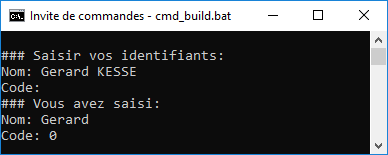 Invite de commandes - cmd_build.bat
### Saisir vos identifiants:
Nom: Gerard KESSE
Code:
### Vous avez saisi:
Nom: Gerard
Code: 0